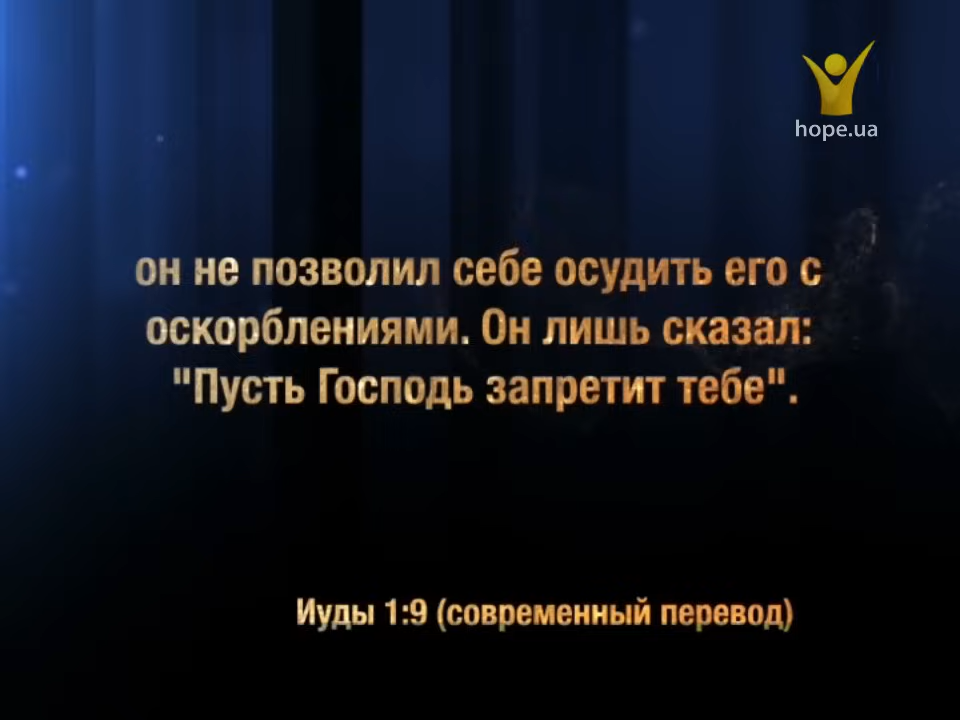 hope.ua
он не позволил себе осудить его с
оскорблениями. Он лишь сказал:
"Пусть Господь запретит тебе".
Иуды 1:9 (современный перевод)